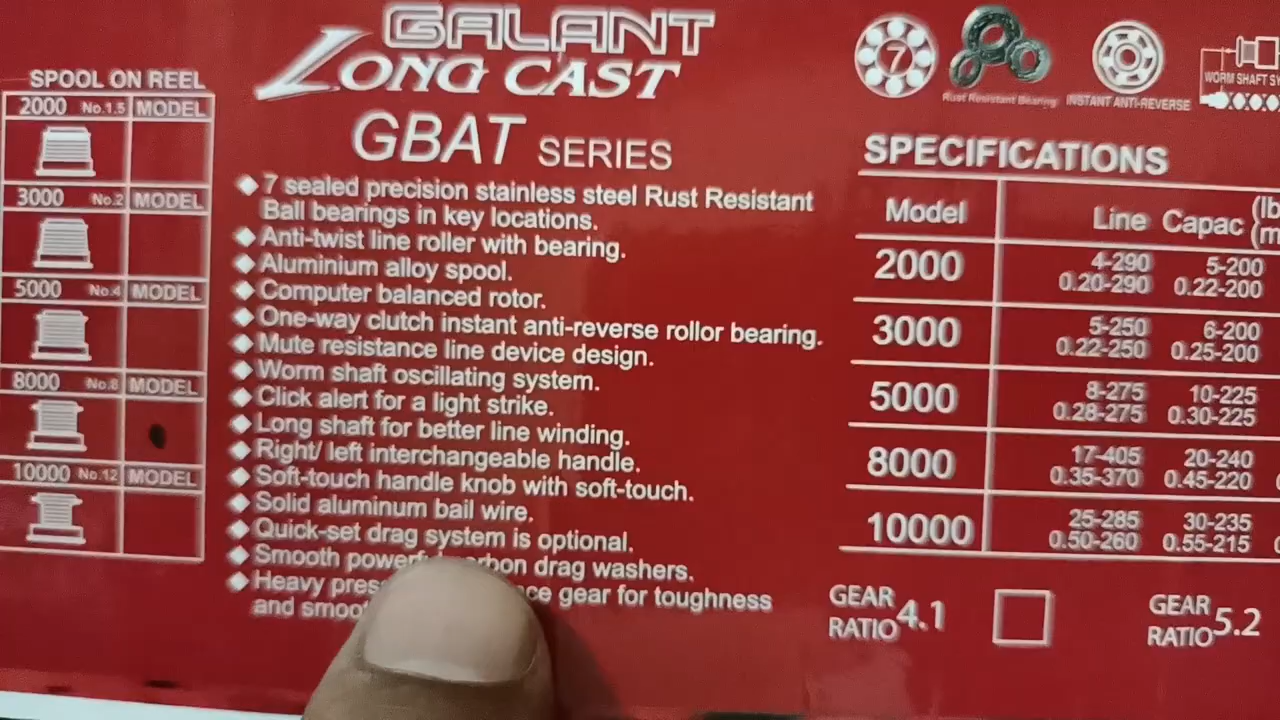 GALANT
LONG CAST
GBAT SERIES
SPOOL ON REEL
2000 No.1.5 MODEL
3000 No.2 MODEL
5000 No.4 MODEL
8000 No.8 MODEL
10000 No.12 MODEL
7 sealed precision stainless steel Rust Resistant
Ball bearings in key locations.
Anti-twist line roller with bearing.
Aluminium alloy spool.
Computer balanced rotor.
One-way clutch instant anti-reverse rollor bearing.
Mute resistance line device design.
Worm shaft oscillating system.
Click alert for a light strike.
Long shaft for better line winding.
Right/ left interchangeable handle.
Soft-touch handle knob with soft-touch.
Solid aluminum bail wire.
Quick-set drag system is optional.
Smooth drag washers.
Heavy gear for toughness
and
7
Rust Resistant Bearing
INSTANT ANTI-REVERSE
WORM SHAFT
SPECIFICATIONS
Model Line Capac
2000 4-290 5-200
0.20-290 0.22-200
3000 5-250 6-200
0.22-250 0.25-200
5000 8-275 10-225
0.28-275 0.30-225
8000 17-405 20-240
0.35-370 0.45-220
10000 25-285 30-235
0.50-260 0.55-215
GEAR RATIO 4.1
GEAR RATIO 5.2